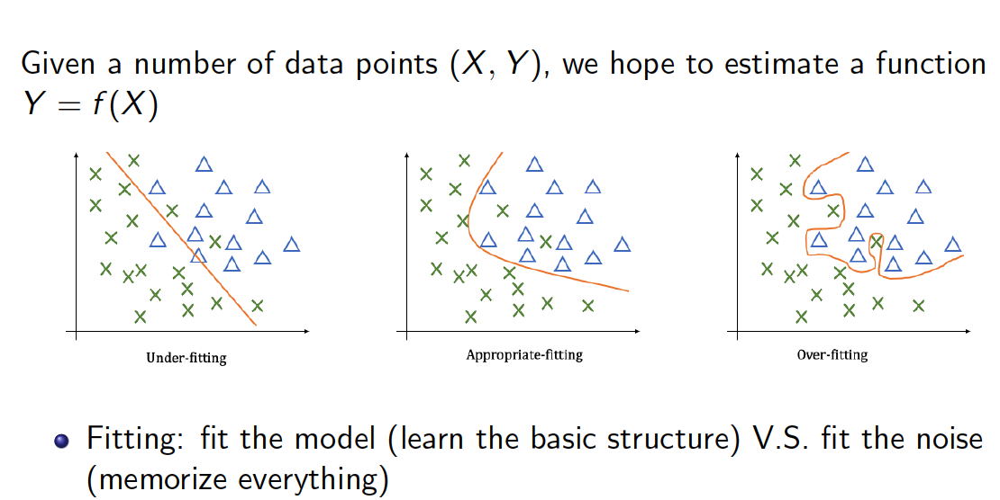 Given a number of data points (X, Y), we hope to estimate a function
Y = f(X)
Under-fitting
Appropriate-fitting
Over-fitting
Fitting: fit the model (learn the basic structure) V.S. fit the noise
(memorize everything)